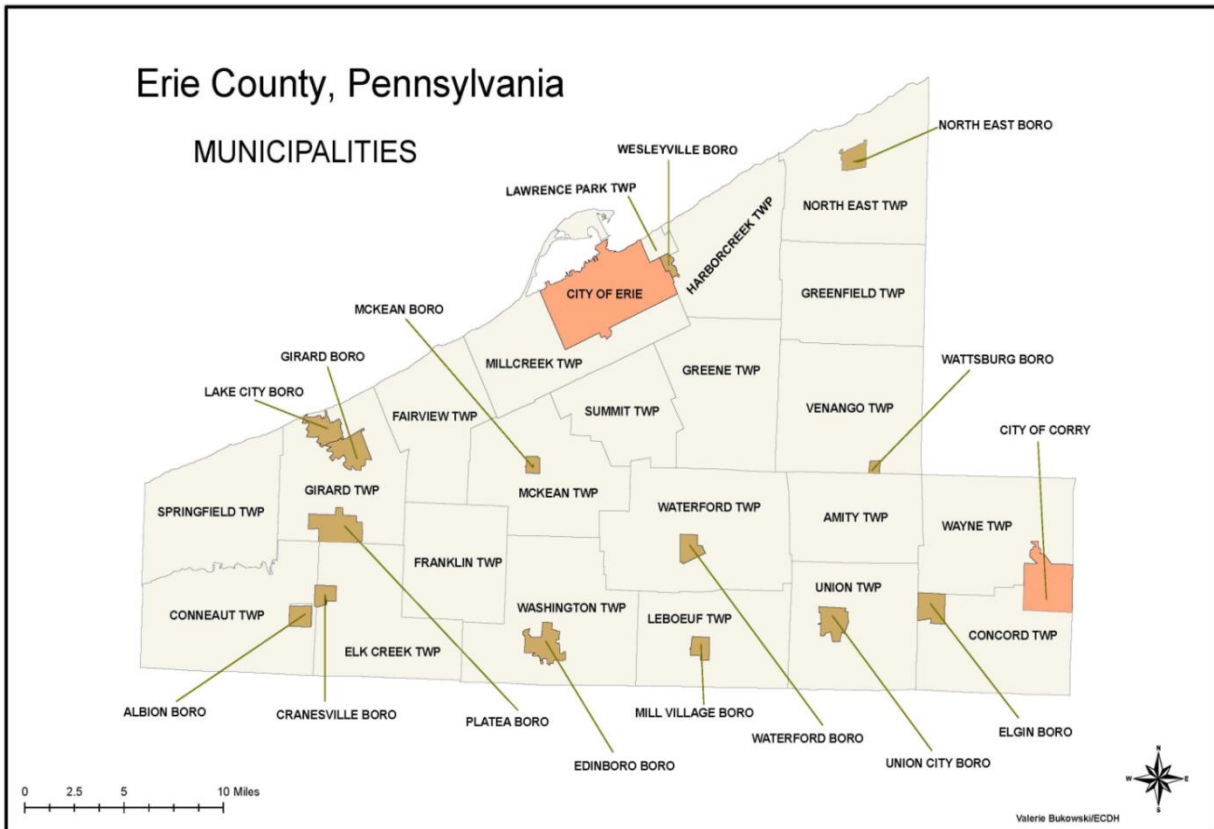 Erie County, Pennsylvania
MUNICIPALITIES
NORTH EAST BORO
WESLEYVILLE BORO
LAWRENCE PARK TWP
NORTH EAST TWP
HARBORCREEK TWP
CITY OF ERIE
GREENFIELD TWP
MCKEAN BORO
GIRARD BORO
MILLCREEK TWP
GREENE TWP
WATTSBURG BORO
LAKE CITY BORO
FAIRVIEW TWP
SUMMIT TWP
VENANGO TWP
CITY OF CORRY
GIRARD TWP
MCKEAN TWP
SPRINGFIELD TWP
WATERFORD TWP
AMITY TWP
WAYNE TWP
FRANKLIN TWP
UNION TWP
CONNEAUT TWP
WASHINGTON TWP
LEBOEUF TWP
CONCORD TWP
ELK CREEK TWP
ALBION BORO
CRANESVILLE BORO
PLATEA BORO
MILL VILLAGE BORO
ELGIN BORO
WATERFORD BORO
EDINBORO BORO
UNION CITY BORO
0 2.5 5 10 Miles
N
W E
S
Valerie Bukowski/ECDH